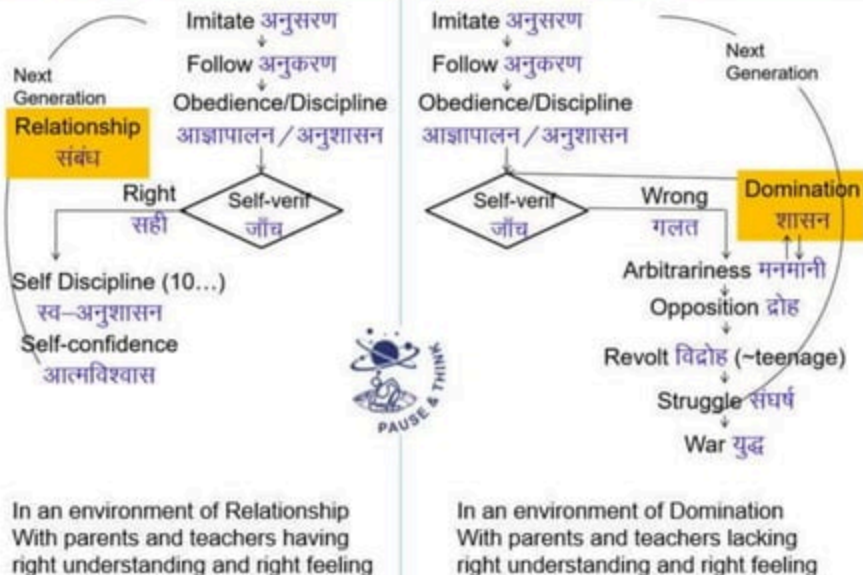 Imitate अनुसरण
Follow अनुकरण
Next
Generation
Obedience/Discipline
Relationship
संबंध
आज्ञापालन/अनुशासन
Right
सही
Self-verif
जाँच
Self Discipline (10...)
स्व–अनुशासन
Self-confidence
आत्मविश्वास
In an environment of Relationship
With parents and teachers having
right understanding and right feeling
PAUSE & THINK
Imitate अनुसरण
Follow अनुकरण
Next
Generation
Obedience/Discipline
आज्ञापालन/अनुशासन
Self-verif
जाँच
Wrong
गलत
Domination
शासन
Arbitrariness मनमानी
Opposition द्रोह
Revolt विद्रोह (~teenage)
Struggle संघर्ष
War युद्ध
In an environment of Domination
With parents and teachers lacking
right understanding and right feeling